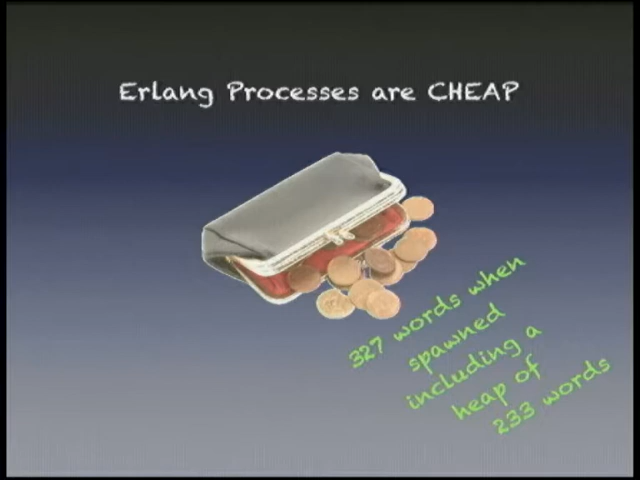 Erlang Processes are CHEAP
327 words when
spawned
including a
heap of
233 words